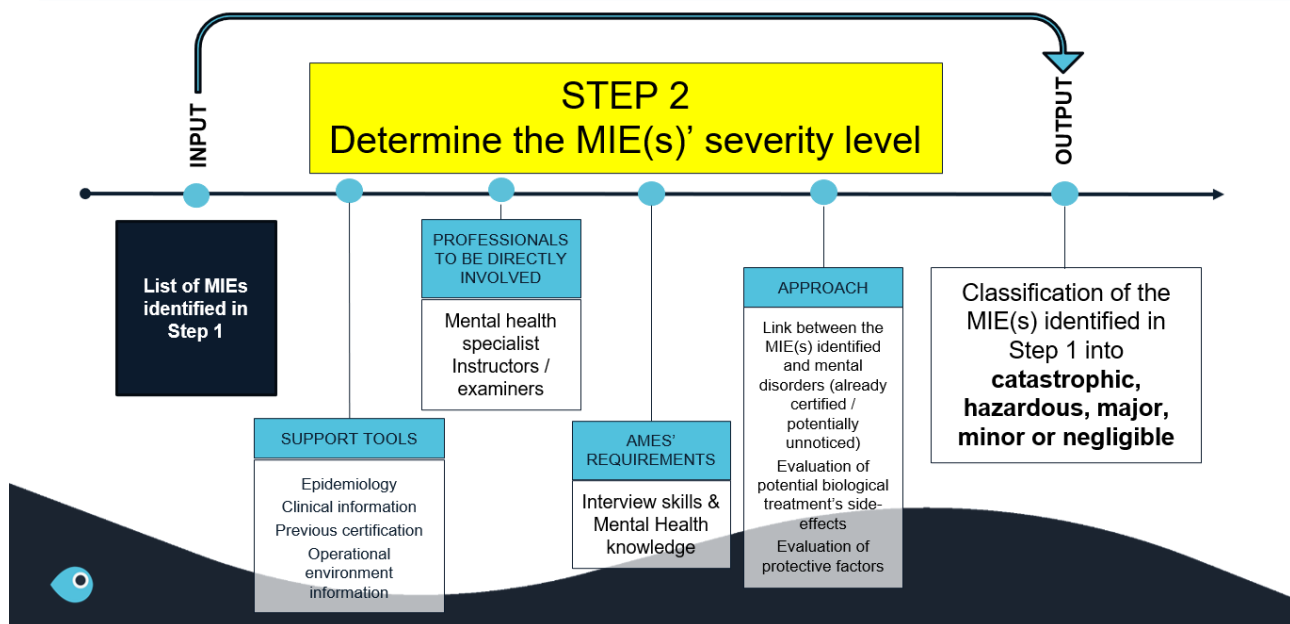 STEP 2
Determine the MIE(s)’ severity level
INPUT
OUTPUT
List of MIEs
identified in
Step 1
SUPPORT TOOLS
Epidemiology
Clinical information
Previous certification
Operational
environment
information
PROFESSIONALS
TO BE DIRECTLY
INVOLVED
Mental health
specialist
Instructors /
examiners
AMES’
REQUIREMENTS
Interview skills &
Mental Health
knowledge
APPROACH
Link between the
MIE(s) identified
and mental
disorders (already
certified /
potentially
unnoticed)
Evaluation of
potential biological
treatment’s side-
effects
Evaluation of
protective factors
Classification of the
MIE(s) identified in
Step 1 into
catastrophic,
hazardous, major,
minor or negligible